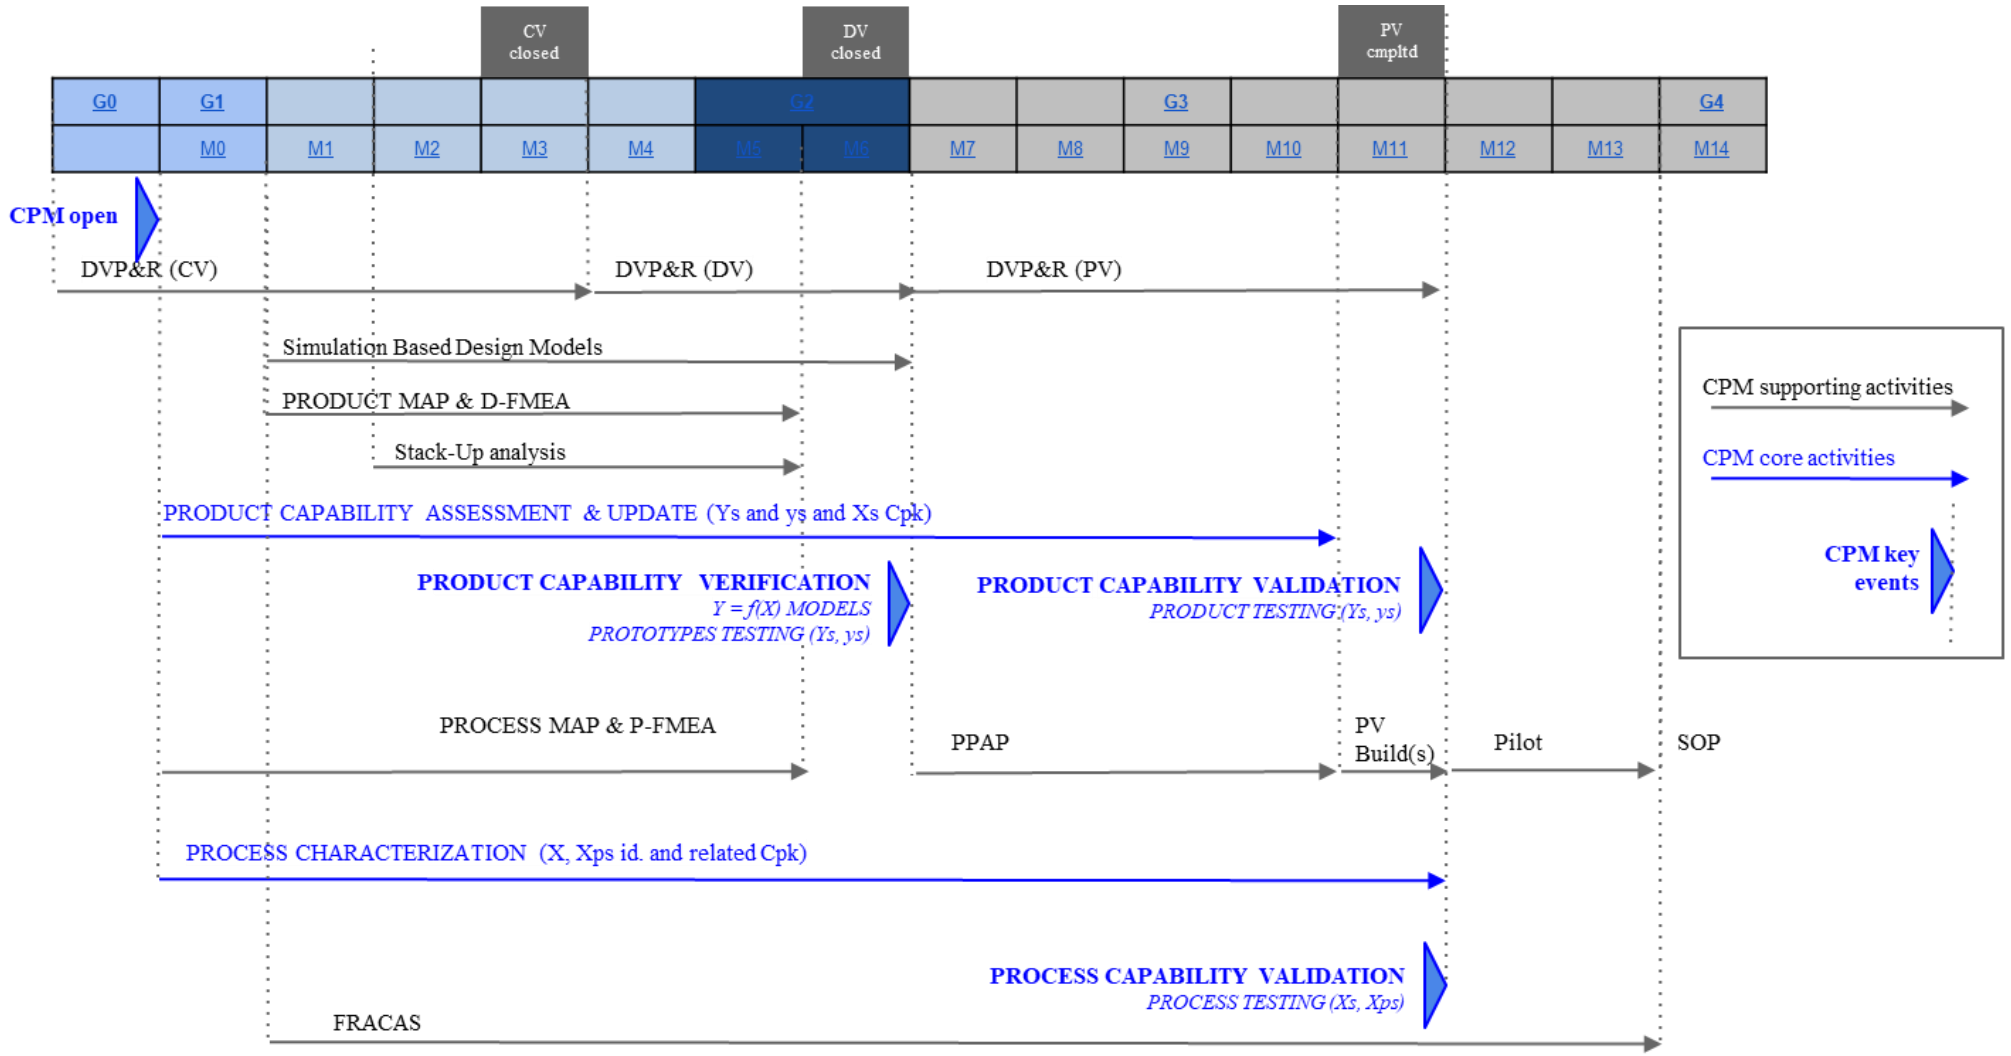 CV
closed
DV
closed
PV
cmpltd
G0 G1 G2 G3 G4
M0 M1 M2 M3 M4 M5 M6 M7 M8 M9 M10 M11 M12 M13 M14
CPM open
DVP&R (CV) DVP&R (DV) DVP&R (PV)
Simulation Based Design Models
PRODUCT MAP & D-FMEA
Stack-Up analysis
PRODUCT CAPABILITY ASSESSMENT & UPDATE (Ys and ys and Xs Cpk)
PRODUCT CAPABILITY VERIFICATION
Y = f(X) MODELS
PROTOTYPES TESTING (Ys, ys)
PRODUCT CAPABILITY VALIDATION
PRODUCT TESTING (Ys, ys)
CPM supporting activities
CPM core activities
CPM key
events
PROCESS MAP & P-FMEA
PPAP
PV
Build(s)
Pilot
SOP
PROCESS CHARACTERIZATION (X, Xps id. and related Cpk)
PROCESS CAPABILITY VALIDATION
PROCESS TESTING (Xs, Xps)
FRACAS